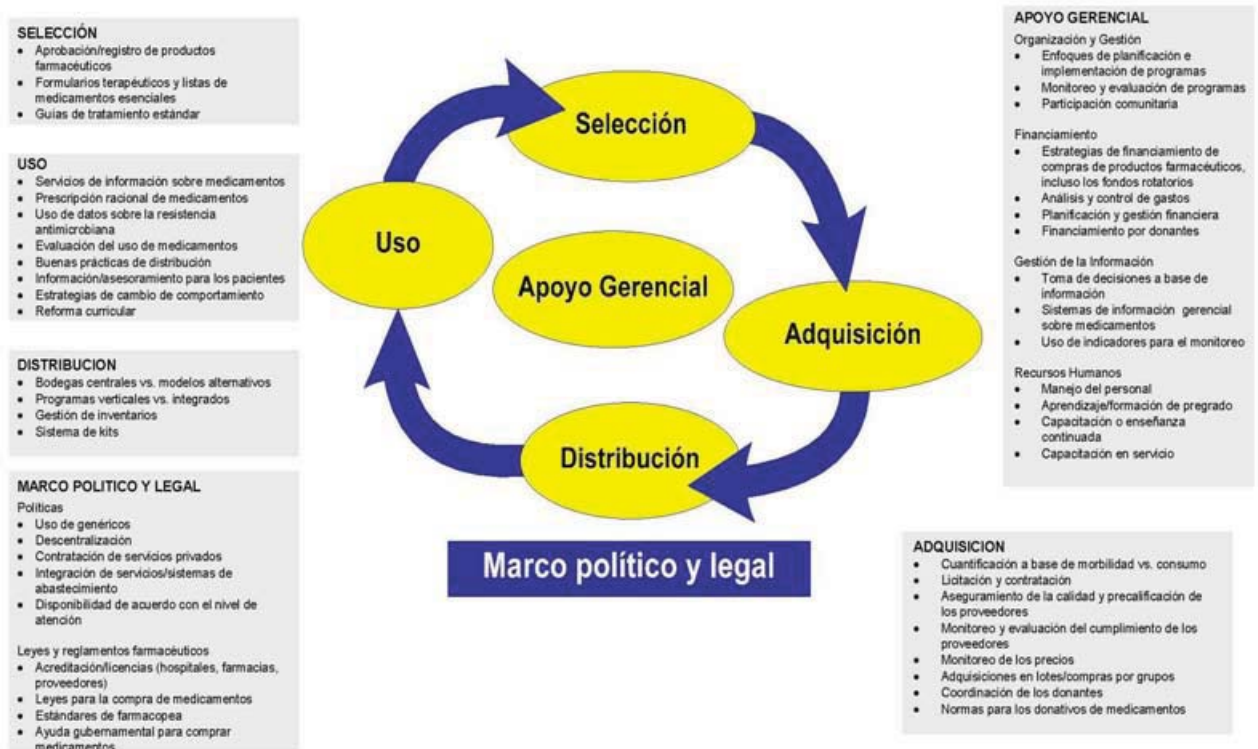 SELECCIÓN
• Aprobación/registro de productos
farmacéuticos
• Formularios terapéuticos y listas de
medicamentos esenciales
• Guías de tratamiento estándar
USO
• Servicios de información sobre medicamentos
• Prescripción racional de medicamentos
• Uso de datos sobre la resistencia
antimicrobiana
• Evaluación del uso de medicamentos
• Buenas prácticas de distribución
• Información/asesoramiento para los pacientes
• Estrategias de cambio de comportamiento
• Reforma curricular
DISTRIBUCION
• Bodegas centrales vs. modelos alternativos
• Programas verticales vs. integrados
• Gestión de inventarios
• Sistema de kits
MARCO POLITICO Y LEGAL
Políticas
• Uso de genéricos
• Descentralización
• Contratación de servicios privados
• Integración de servicios/sistemas de
abastecimiento
• Disponibilidad de acuerdo con el nivel de
atención
Leyes y reglamentos farmacéuticos
• Acreditación/licencias (hospitales, farmacias,
proveedores)
• Leyes para la compra de medicamentos
• Estándares de farmacopea
• Ayuda gubernamental para comprar
medicamentos
Selección
Uso
Apoyo Gerencial
Adquisición
Distribución
Marco político y legal
APOYO GERENCIAL
Organización y Gestión
• Enfoques de planificación e
implementación de programas
• Monitoreo y evaluación de programas
• Participación comunitaria
Financiamiento
• Estrategias de financiamiento de
compras de productos farmacéuticos,
incluso los fondos rotatorios
• Análisis y control de gastos
• Planificación y gestión financiera
• Financiamiento por donantes
Gestión de la Información
• Toma de decisiones a base de
información
• Sistemas de información gerencial
sobre medicamentos
• Uso de indicadores para el monitoreo
Recursos Humanos
• Manejo del personal
• Aprendizaje/formación de pregrado
• Capacitación o enseñanza
continuada
• Capacitación en servicio
ADQUISICION
• Cuantificación a base de morbilidad vs. consumo
• Licitación y contratación
• Aseguramiento de la calidad y precalificación de
los proveedores
• Monitoreo y evaluación del cumplimiento de los
proveedores
• Monitoreo de los precios
• Adquisiciones en lotes/compras por grupos
• Coordinación de los donantes
• Normas para los donativos de medicamentos